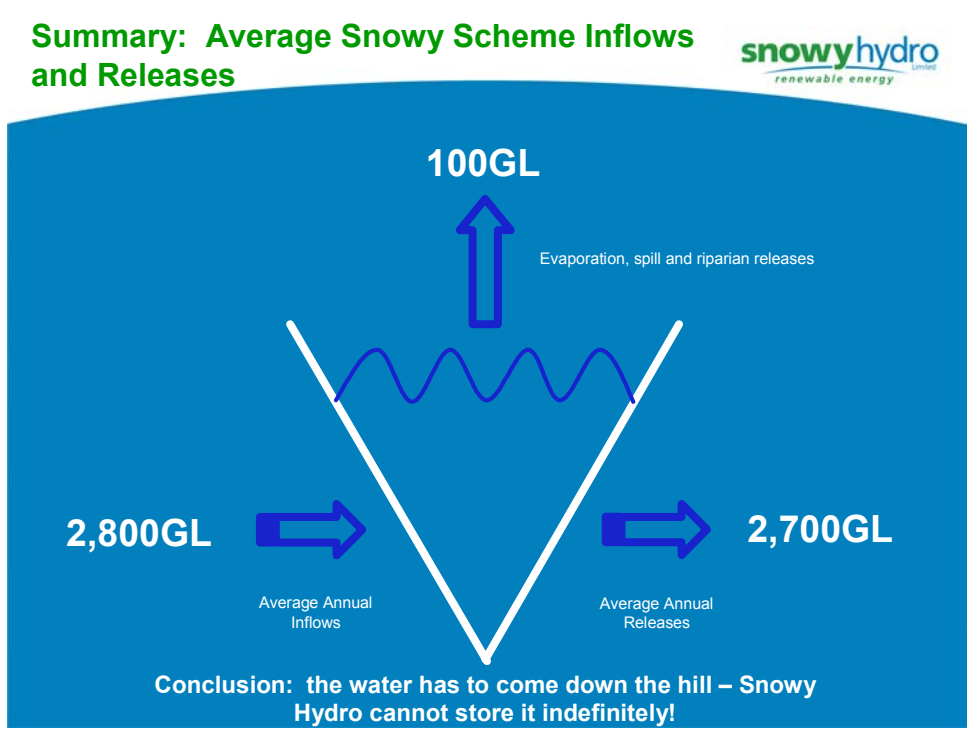 Summary:  Average Snowy Scheme Inflows
and Releases
snowyhydro
Limited
renewable energy
100GL
Evaporation, spill and riparian releases
2,800GL
2,700GL
Average Annual
Inflows
Average Annual
Releases
Conclusion:  the water has to come down the hill – Snowy
Hydro cannot store it indefinitely!